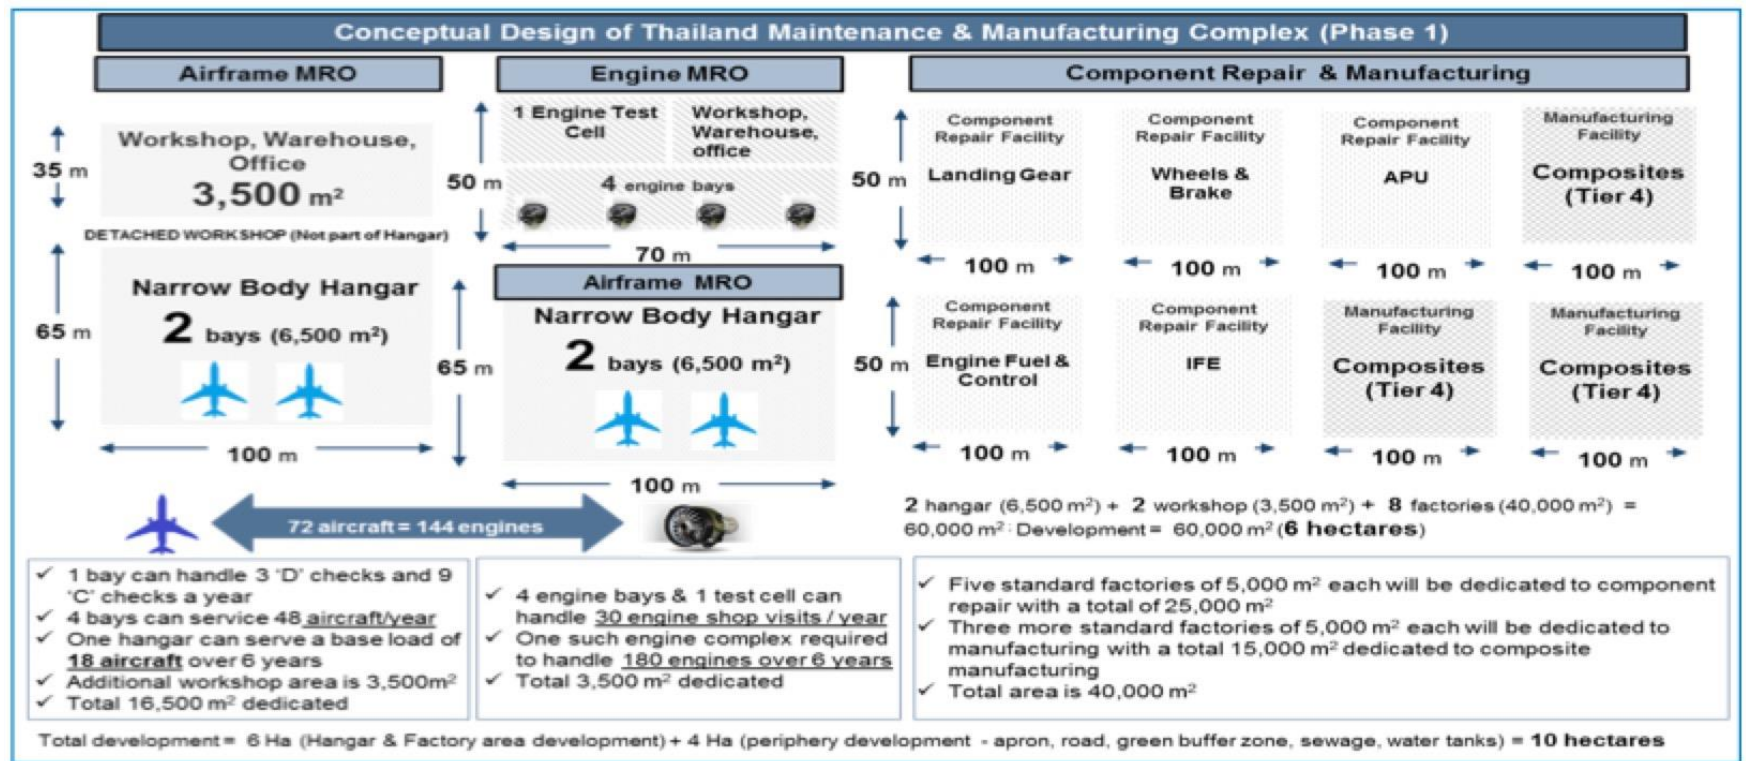 Conceptual Design of Thailand Maintenance & Manufacturing Complex (Phase 1)
Airframe MRO
35 m
Workshop, Warehouse,
Office
3,500 m²
DETACHED WORKSHOP (Not part of Hangar)
65 m
Narrow Body Hangar
2 bays (6,500 m²)
100 m
Engine MRO
1 Engine Test
Cell
Workshop,
Warehouse,
office
50 m
4 engine bays
70 m
Airframe MRO
Narrow Body Hangar
2 bays (6,500 m²)
65 m
100 m
Component Repair & Manufacturing
50 m
Component
Repair Facility
Landing Gear
100 m
Component
Repair Facility
Wheels &
Brake
100 m
Component
Repair Facility
APU
100 m
Manufacturing
Facility
Composites
(Tier 4)
100 m
50 m
Component
Repair Facility
Engine Fuel &
Control
100 m
Component
Repair Facility
IFE
100 m
Manufacturing
Facility
Composites
(Tier 4)
100 m
Manufacturing
Facility
Composites
(Tier 4)
100 m
72 aircraft = 144 engines
2 hangar (6,500 m²) + 2 workshop (3,500 m²) + 8 factories (40,000 m²) =
60,000 m²: Development = 60,000 m² (6 hectares)
✓ 1 bay can handle 3 'D' checks and 9
'C' checks a year
✓ 4 bays can service 48 aircraft/year
✓ One hangar can serve a base load of
18 aircraft over 6 years
✓ Additional workshop area is 3,500m²
✓ Total 16,500 m² dedicated
✓ 4 engine bays & 1 test cell can
handle 30 engine shop visits / year
✓ One such engine complex required
to handle 180 engines over 6 years
✓ Total 3,500 m² dedicated
✓ Five standard factories of 5,000 m² each will be dedicated to component
repair with a total of 25,000 m²
✓ Three more standard factories of 5,000 m² each will be dedicated to
manufacturing with a total 15,000 m² dedicated to composite
manufacturing
✓ Total area is 40,000 m²
Total development = 6 Ha (Hangar & Factory area development) + 4 Ha (periphery development - apron, road, green buffer zone, sewage, water tanks) = 10 hectares